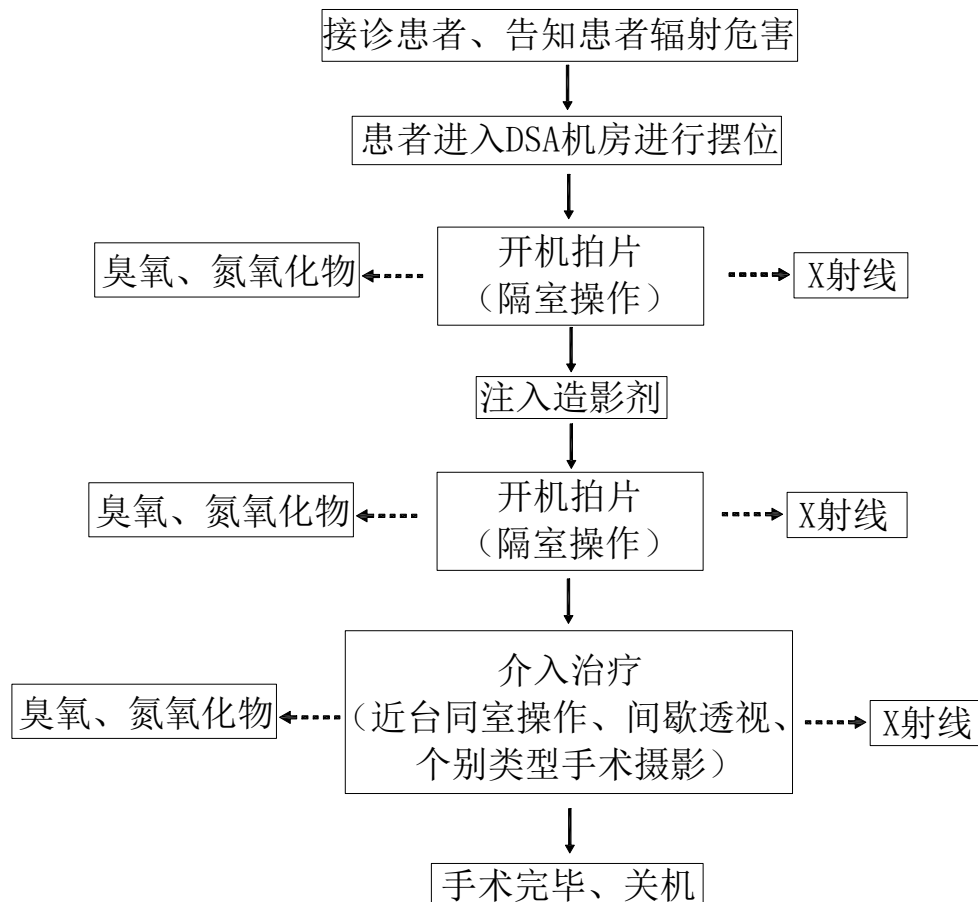 接诊患者、告知患者辐射危害
患者进入DSA机房进行摆位
开机拍片
（隔室操作）
臭氧、氮氧化物
X射线
注入造影剂
开机拍片
（隔室操作）
臭氧、氮氧化物
X射线
介入治疗
（近台同室操作、间歇透视、
个别类型手术摄影）
臭氧、氮氧化物
X射线
手术完毕、关机